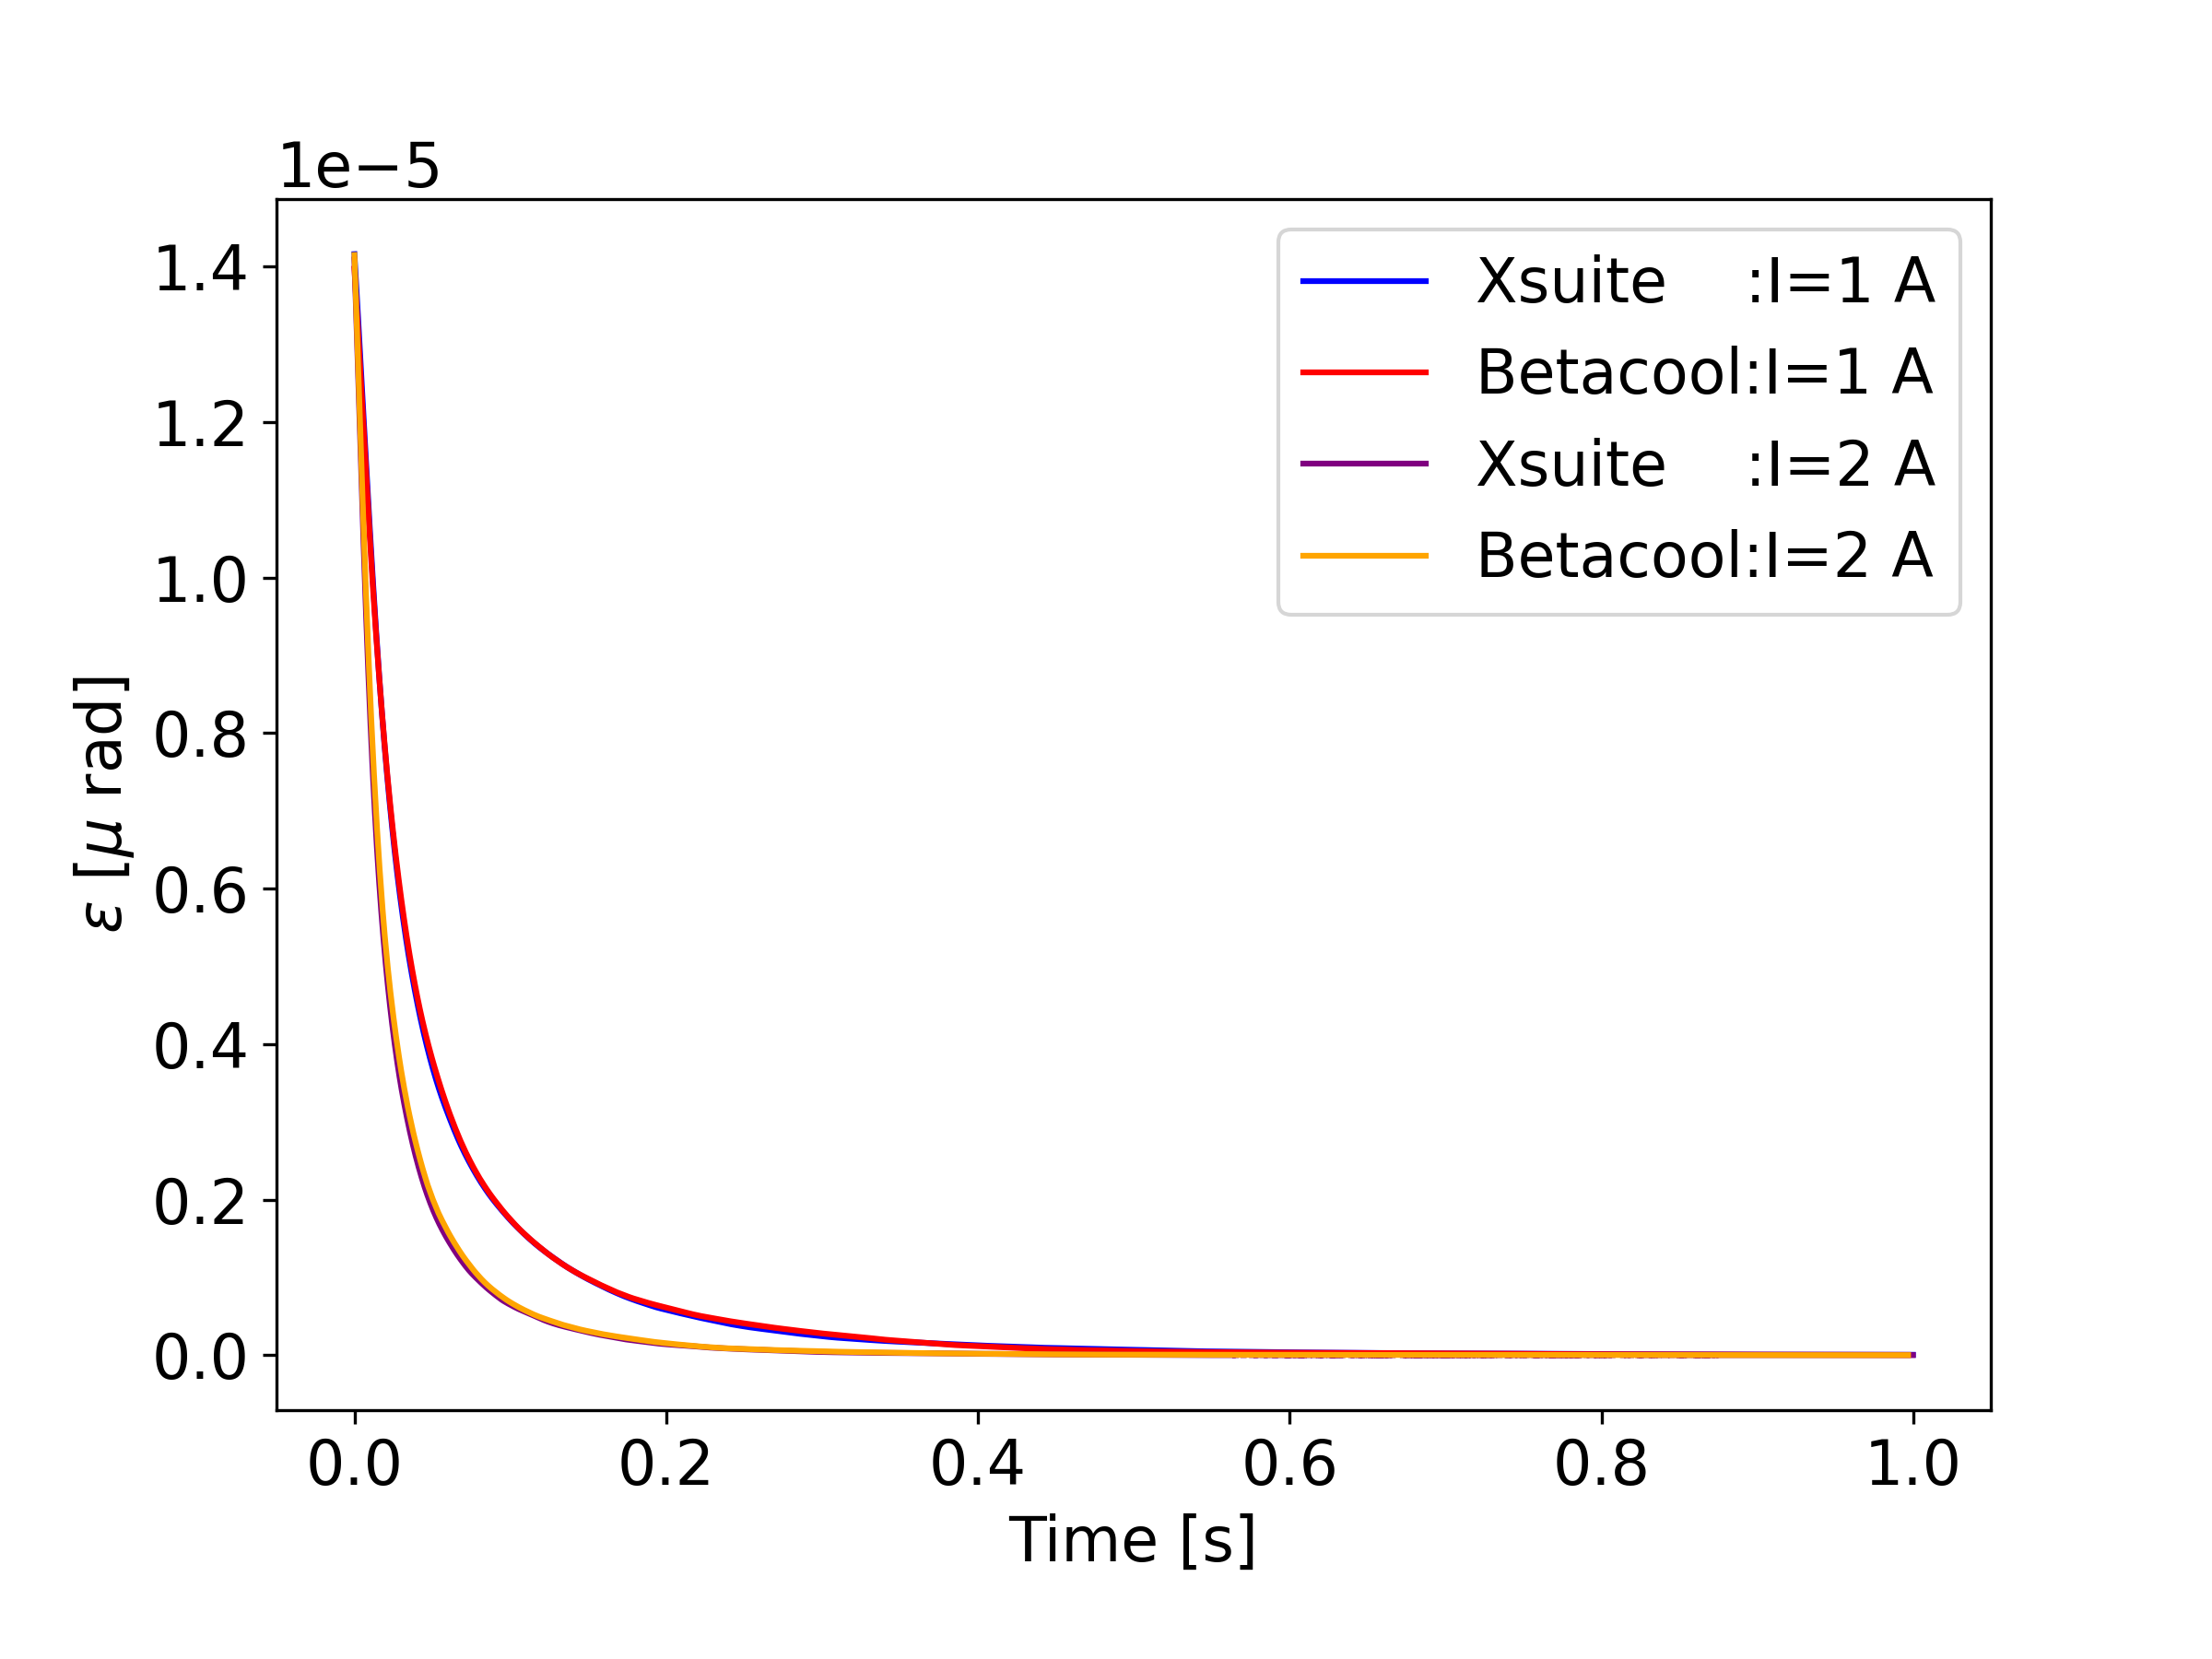 1e−5
1.4
1.2
1.0
0.8
0.6
0.4
0.2
0.0
ε [μ rad]
Xsuite    :I=1 A
Betacool:I=1 A
Xsuite    :I=2 A
Betacool:I=2 A
0.0 0.2 0.4 0.6 0.8 1.0
Time [s]